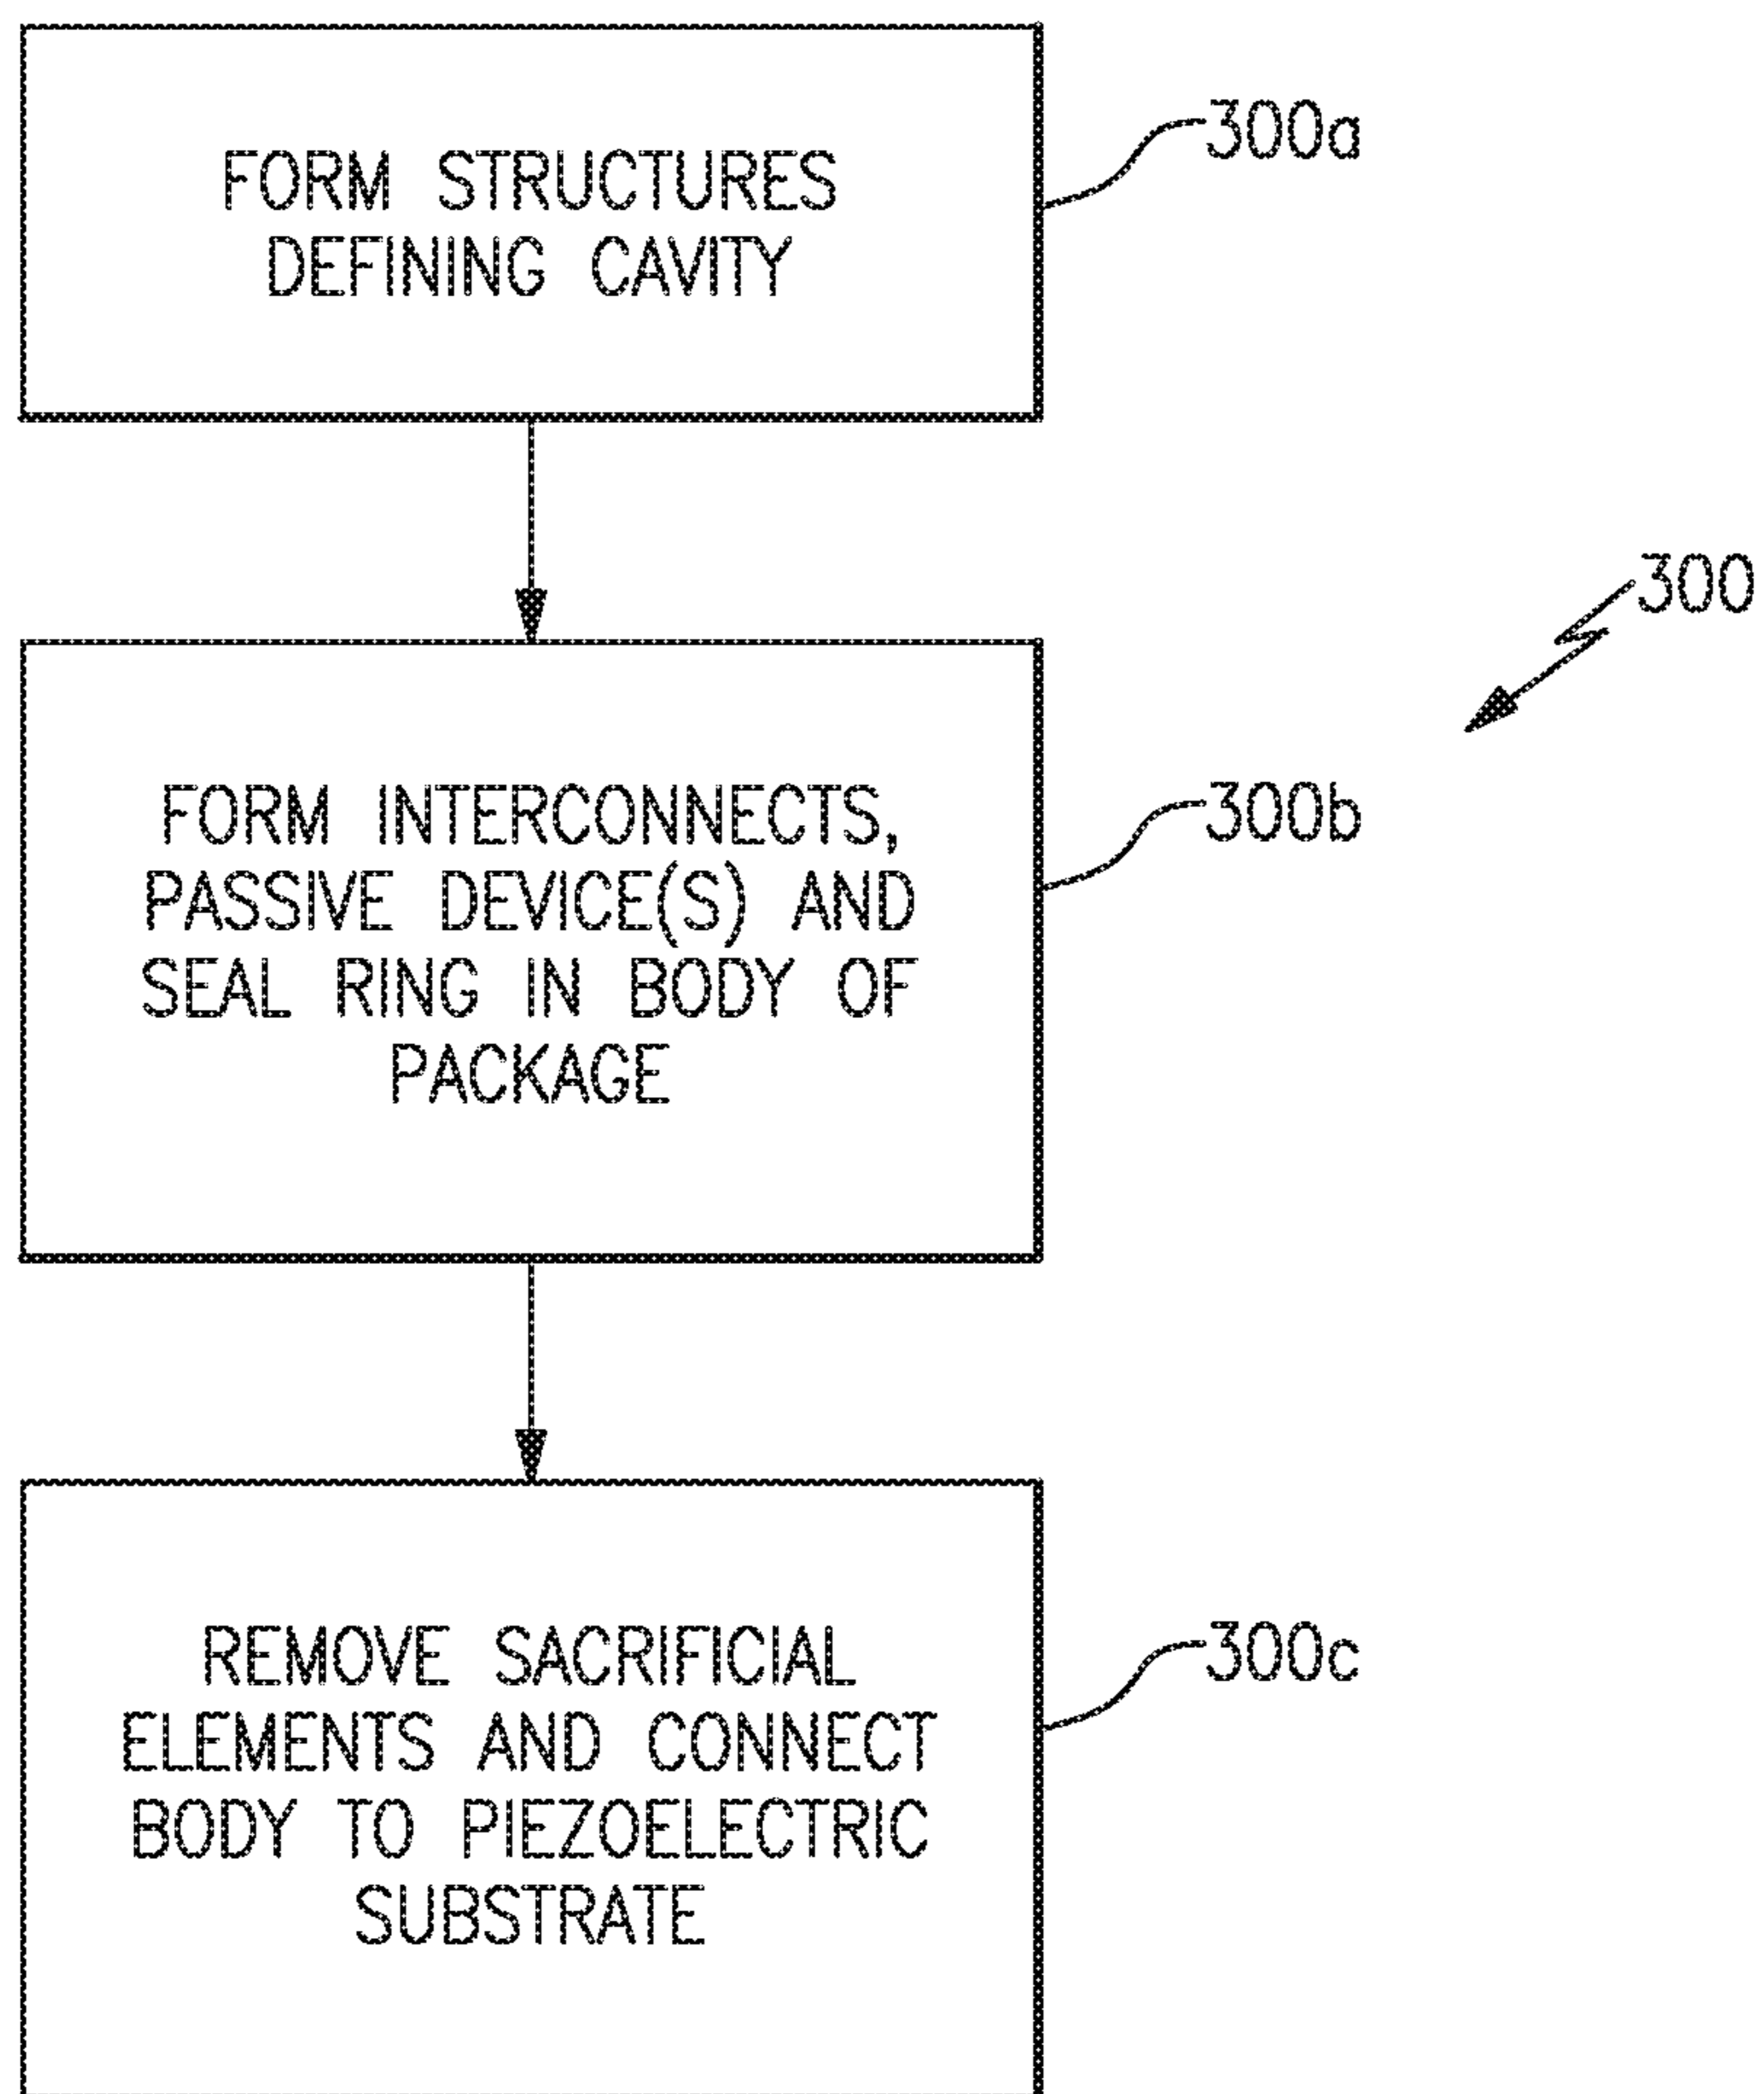 FORM STRUCTURES
DEFINING CAVITY
300a
300
FORM INTERCONNECTS,
PASSIVE DEVICE(S) AND
SEAL RING IN BODY OF
PACKAGE
300b
REMOVE SACRIFICIAL
ELEMENTS AND CONNECT
BODY TO PIEZOELECTRIC
SUBSTRATE
300c